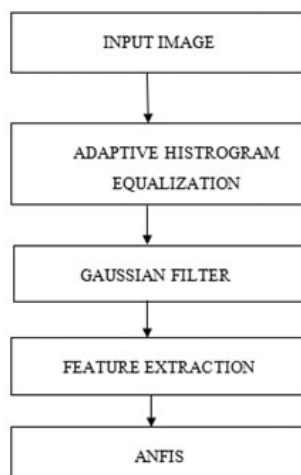 INPUT IMAGE
ADAPTIVE HISTROGRAM
EQUALIZATION
GAUSSIAN FILTER
FEATURE EXTRACTION
ANFIS